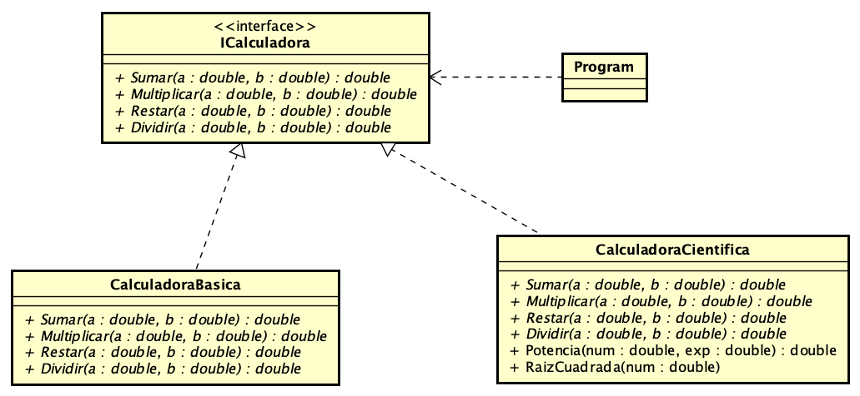 <<interface>>
ICalculadora
+ Sumar(a : double, b : double) : double
+ Multiplicar(a : double, b : double) : double
+ Restar(a : double, b : double) : double
+ Dividir(a : double, b : double) : double
Program
CalculadoraBasica
+ Sumar(a : double, b : double) : double
+ Multiplicar(a : double, b : double) : double
+ Restar(a : double, b : double) : double
+ Dividir(a : double, b : double) : double
CalculadoraCientifica
+ Sumar(a : double, b : double) : double
+ Multiplicar(a : double, b : double) : double
+ Restar(a : double, b : double) : double
+ Dividir(a : double, b : double) : double
+ Potencia(num : double, exp : double) : double
+ RaizCuadrada(num : double)